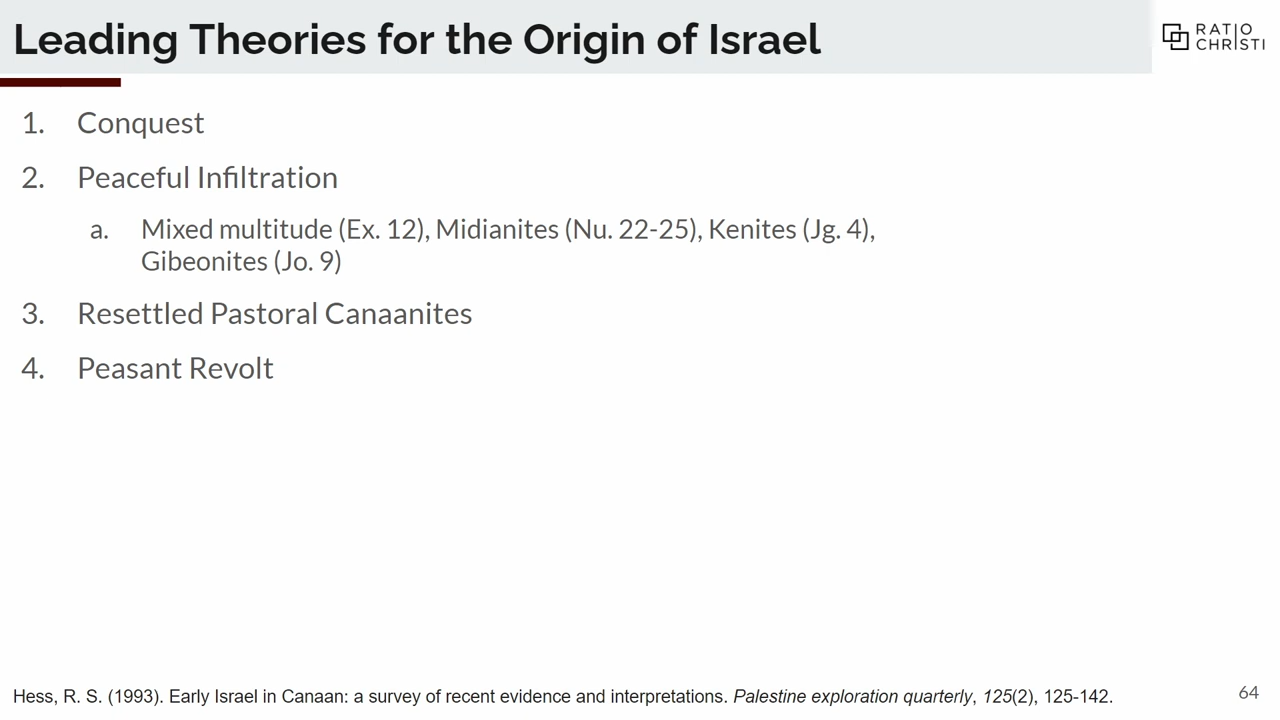 Leading Theories for the Origin of Israel
RATIO
CHRISTI
1. Conquest
2. Peaceful Infiltration
a. Mixed multitude (Ex. 12), Midianites (Nu. 22-25), Kenites (Jg. 4),
Gibeonites (Jo. 9)
3. Resettled Pastoral Canaanites
4. Peasant Revolt
Hess, R. S. (1993). Early Israel in Canaan: a survey of recent evidence and interpretations. Palestine exploration quarterly, 125(2), 125-142.
64